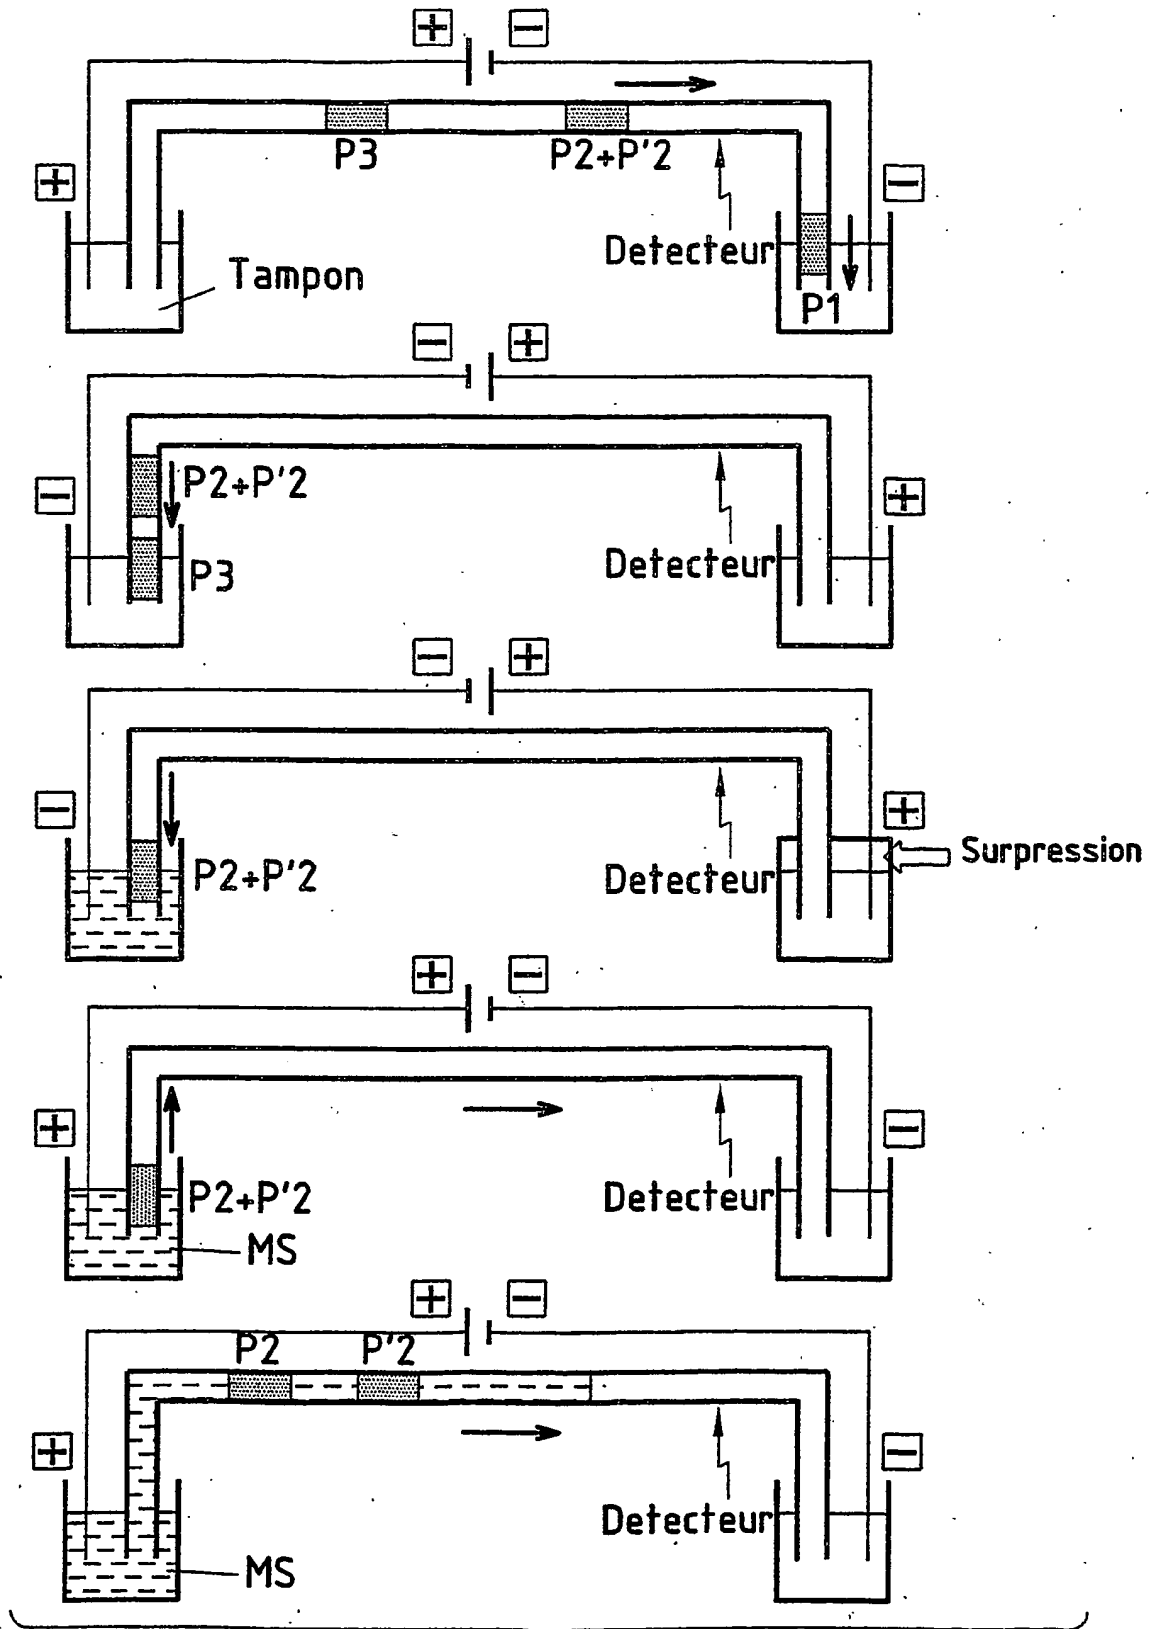 + −
P3 P2+P'2
+ −
Detecteur
Tampon
P1
− +
P2+P'2
− +
Detecteur
P3
− +
− +
Surpression
P2+P'2 Detecteur
+ −
+ −
P2+P'2 Detecteur
MS
+ −
P2 P'2
+ −
Detecteur
MS